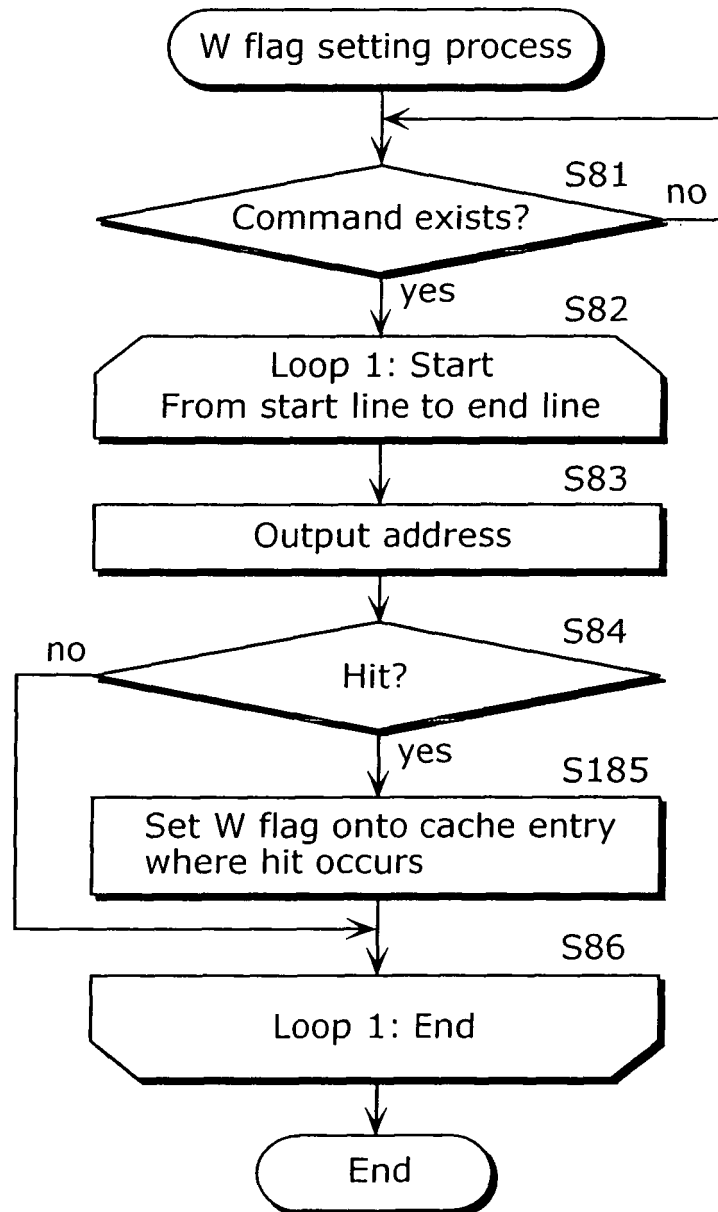 W flag setting process
S81
no
Command exists?
yes
S82
Loop 1: Start
From start line to end line
S83
Output address
S84
no
Hit?
yes
S185
Set W flag onto cache entry
where hit occurs
S86
Loop 1: End
End